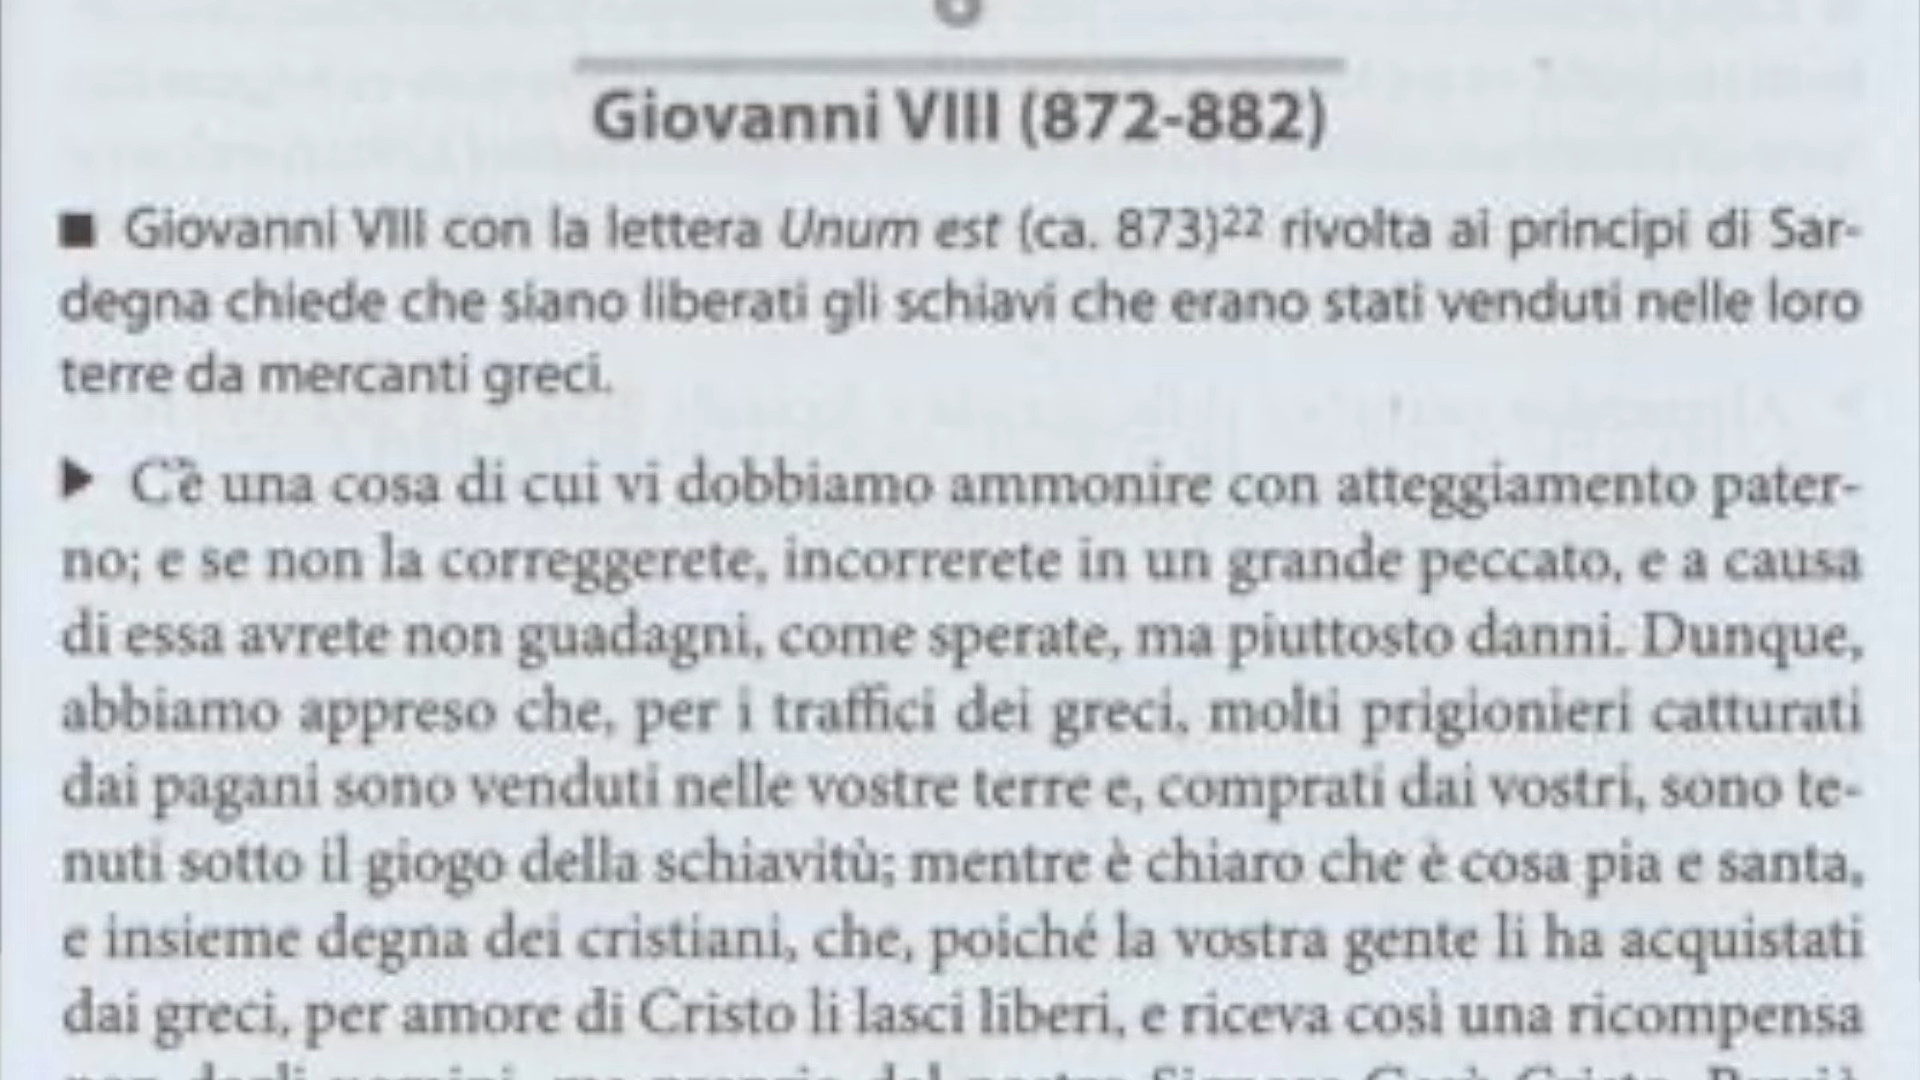 Giovanni VIII (872-882)
■ Giovanni VIII con la lettera Unum est (ca. 873)22 rivolta ai principi di Sar-
degna chiede che siano liberati gli schiavi che erano stati venduti nelle loro
terre da mercanti greci.
▶ C'è una cosa di cui vi dobbiamo ammonire con atteggiamento pater-
no; e se non la correggerete, incorrerete in un grande peccato, e a causa
di essa avrete non guadagni, come sperate, ma piuttosto danni. Dunque,
abbiamo appreso che, per i traffici dei greci, molti prigionieri catturati
dai pagani sono venduti nelle vostre terre e, comprati dai vostri, sono te-
nuti sotto il giogo della schiavitù; mentre è chiaro che è cosa pia e santa,
e insieme degna dei cristiani, che, poiché la vostra gente li ha acquistati
dai greci, per amore di Cristo li lasci liberi, e riceva così una ricompensa